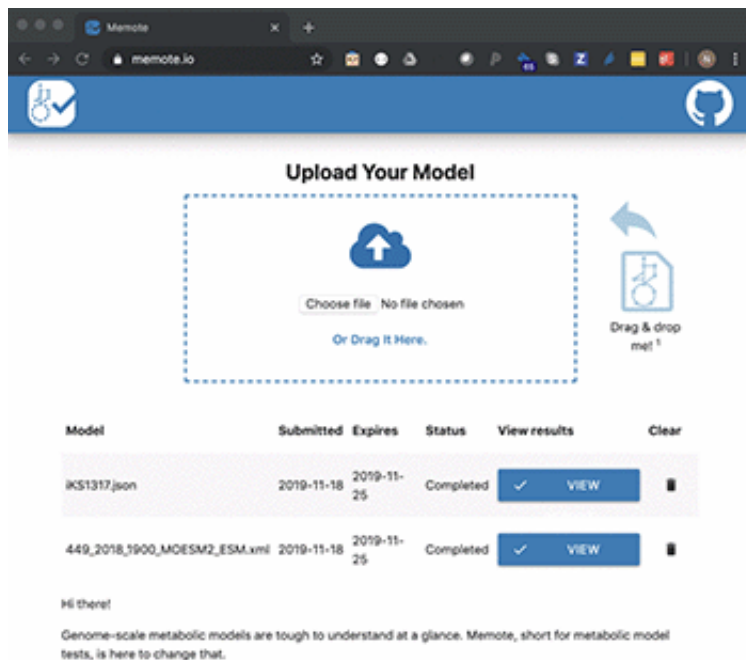 Memote
memote.io
Upload Your Model
Choose file No file chosen
Or Drag It Here.
Drag & drop
me! 1
Model Submitted Expires Status View results Clear
iKS1317.json 2019-11-18 2019-11-
25 Completed VIEW
449_2018_1900_MOESM2_ESM.xml 2019-11-18 2019-11-
25 Completed VIEW
Hi there!
Genome-scale metabolic models are tough to understand at a glance. Memote, short for metabolic model
tests, is here to change that.